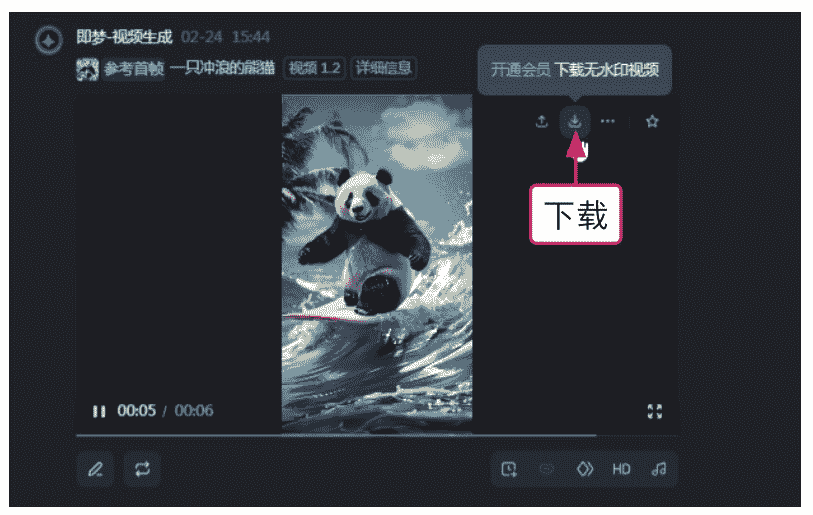 即梦-视频生成 02-24 15:44
参考首帧 一只冲浪的熊猫 视频 1.2 详细信息
开通会员 下载无水印视频
下载
00:05 / 00:06
HD